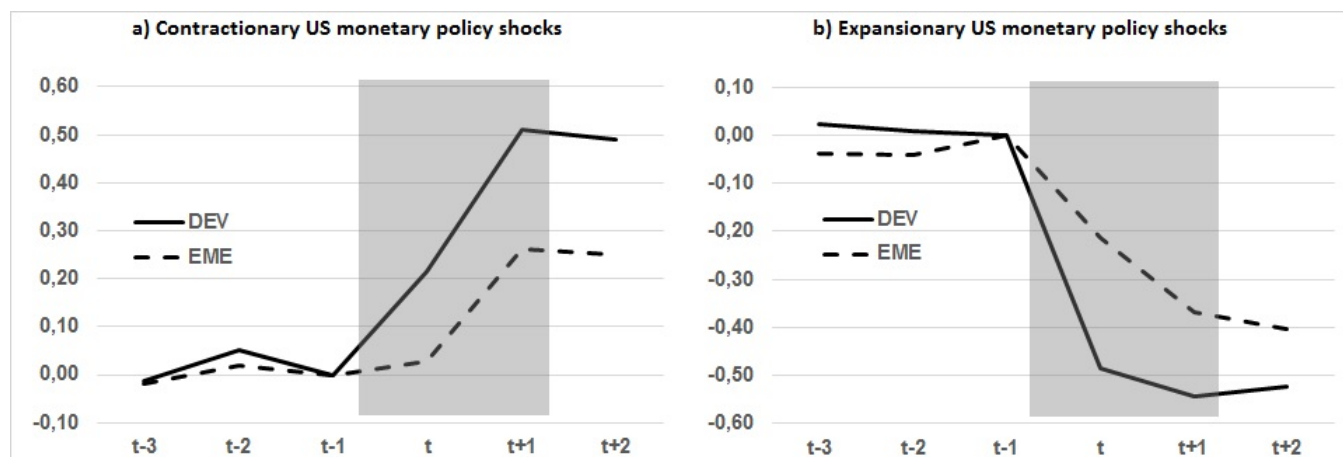 a) Contractionary US monetary policy shocks
0,60
0,50
0,40
0,30
0,20
0,10
0,00
-0,10
DEV
EME
t-3 t-2 t-1 t t+1 t+2
b) Expansionary US monetary policy shocks
0,10
0,00
-0,10
-0,20
-0,30
-0,40
-0,50
-0,60
DEV
EME
t-3 t-2 t-1 t t+1 t+2